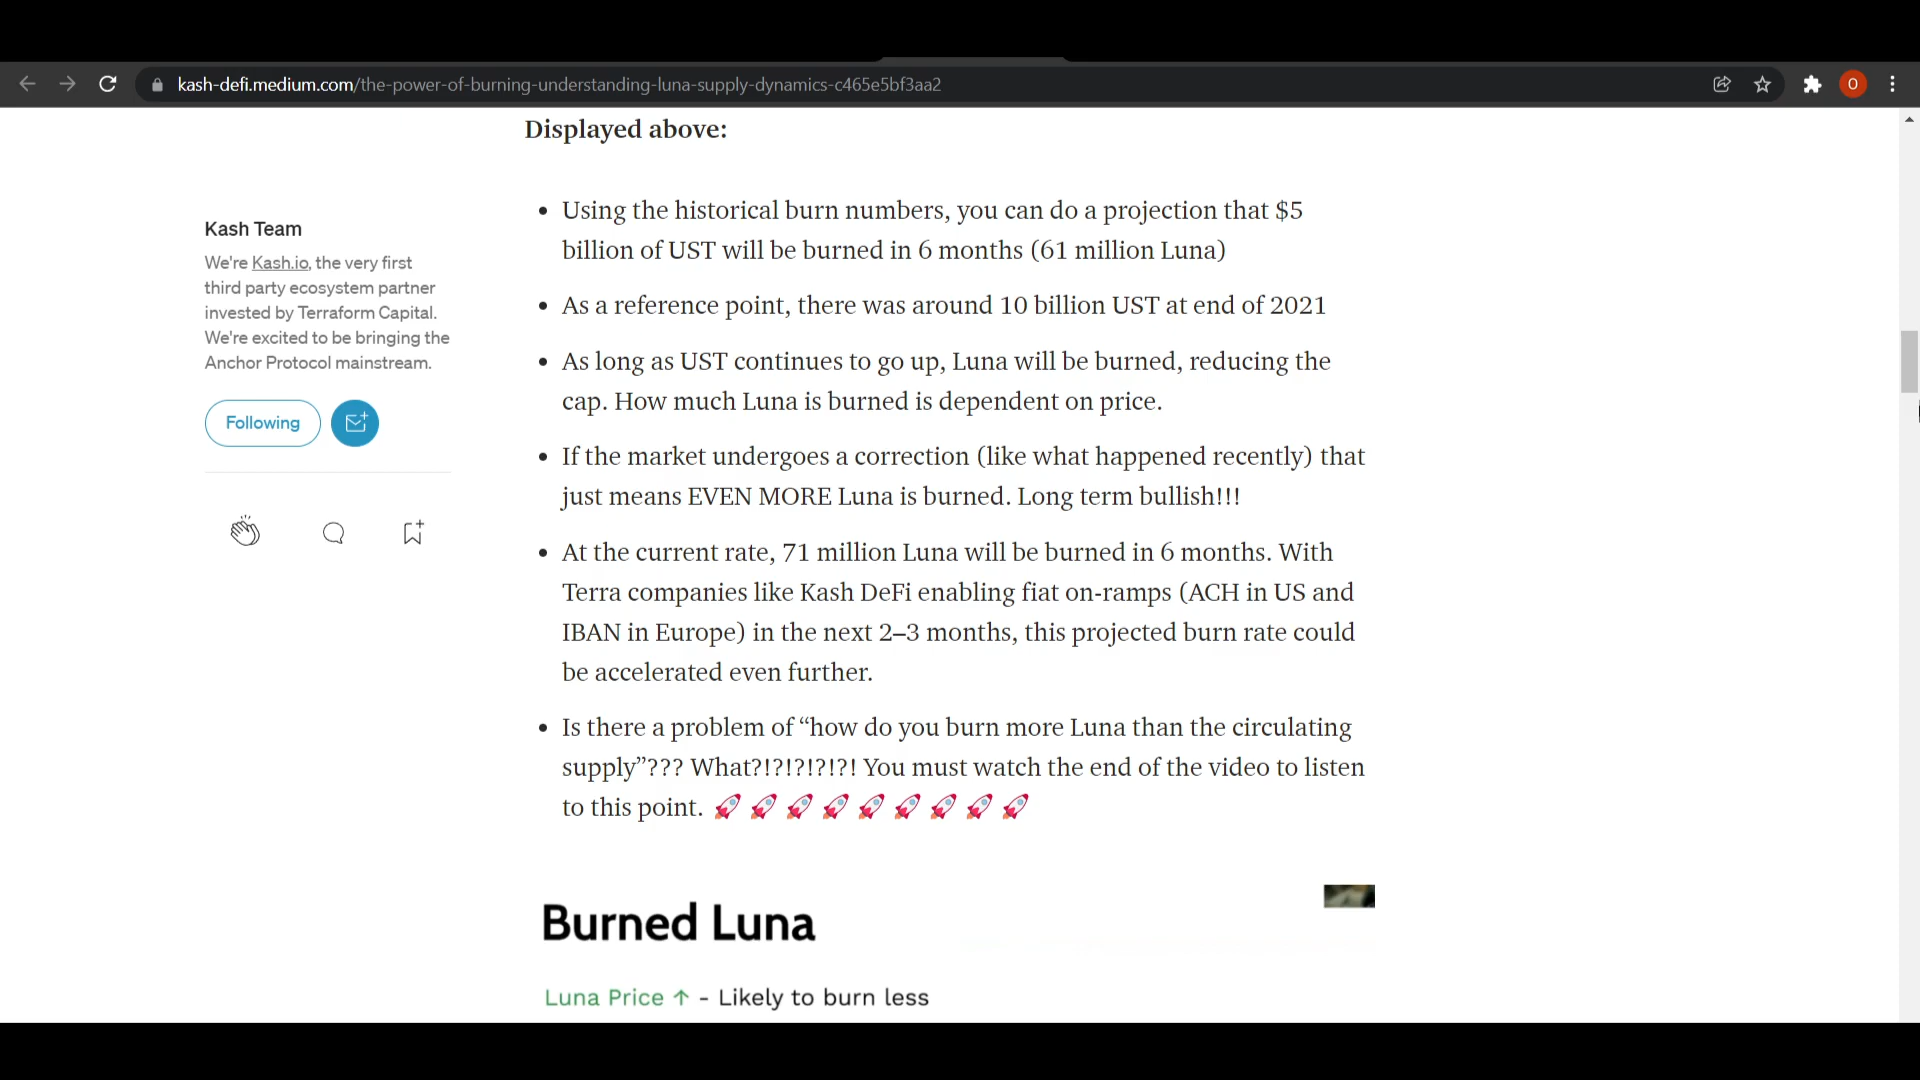 kash-defi.medium.com/the-power-of-burning-understanding-luna-supply-dynamics-c465e5bf3aa2
O
Displayed above:
Kash Team
We're Kash.io, the very first
third party ecosystem partner
invested by Terraform Capital.
We're excited to be bringing the
Anchor Protocol mainstream.
Following
Using the historical burn numbers, you can do a projection that $5
billion of UST will be burned in 6 months (61 million Luna)
As a reference point, there was around 10 billion UST at end of 2021
As long as UST continues to go up, Luna will be burned, reducing the
cap. How much Luna is burned is dependent on price.
If the market undergoes a correction (like what happened recently) that
just means EVEN MORE Luna is burned. Long term bullish!!!
At the current rate, 71 million Luna will be burned in 6 months. With
Terra companies like Kash DeFi enabling fiat on-ramps (ACH in US and
IBAN in Europe) in the next 2–3 months, this projected burn rate could
be accelerated even further.
Is there a problem of “how do you burn more Luna than the circulating
supply”??? What?!?!?!?!?! You must watch the end of the video to listen
to this point. 🚀 🚀 🚀 🚀 🚀 🚀 🚀 🚀 🚀
Burned Luna
Luna Price ↑ - Likely to burn less